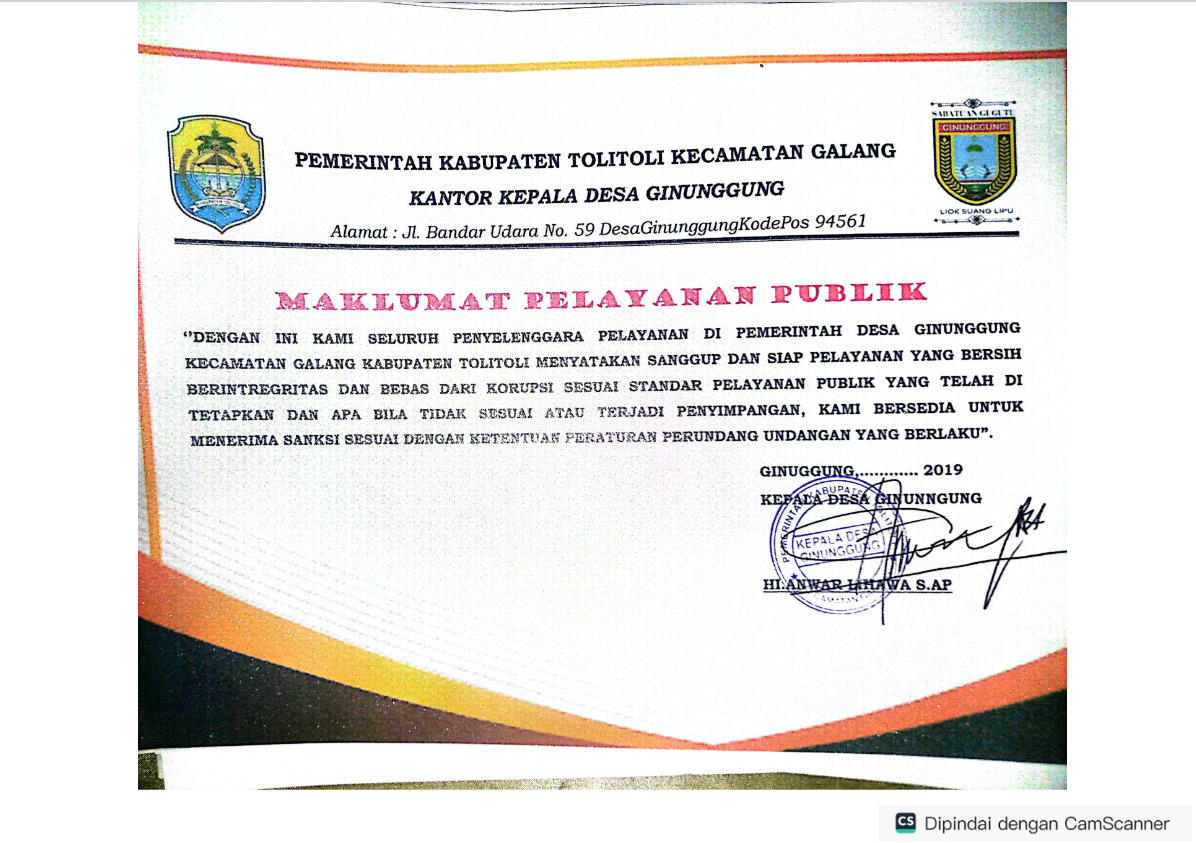 SABATUAN GUGUTU
GINUNGGUNG
LIOK SUANG LIPU
PEMERINTAH KABUPATEN TOLITOLI KECAMATAN GALANG
KANTOR KEPALA DESA GINUNGGUNG
Alamat : Jl. Bandar Udara No. 59 DesaGinunggungKodePos 94561
MAKLUMAT PELAYANAN PUBLIK
‘’DENGAN INI KAMI SELURUH PENYELENGGARA PELAYANAN DI PEMERINTAH DESA GINUNGGUNG
KECAMATAN GALANG KABUPATEN TOLITOLI MENYATAKAN SANGGUP DAN SIAP PELAYANAN YANG BERSIH
BERINTREGRITAS DAN BEBAS DARI KORUPSI SESUAI STANDAR PELAYANAN PUBLIK YANG TELAH DI
TETAPKAN DAN APA BILA TIDAK SESUAI ATAU TERJADI PENYIMPANGAN, KAMI BERSEDIA UNTUK
MENERIMA SANKSI SESUAI DENGAN KETENTUAN PERATURAN PERUNDANG UNDANGAN YANG BERLAKU”.
GINUGGUNG,............ 2019
KEPALA DESA GINUNNGUNG
PEMERINTAH KABUPATEN
KEPALA DESA
GINUNGGUNG
HI.ANWAR LAHAWA S.AP
CS Dipindai dengan CamScanner